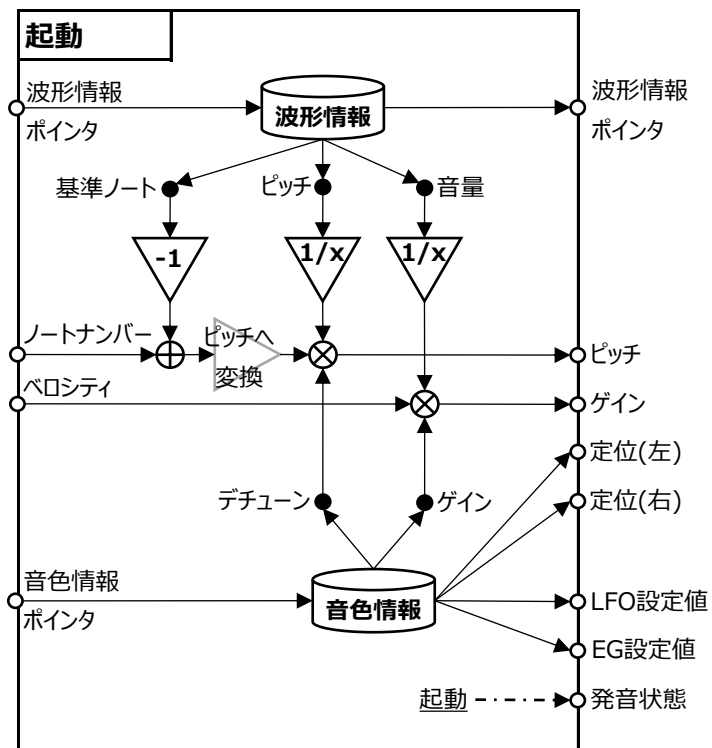 起動
波形情報
ポインタ
波形情報
波形情報
ポインタ
基準ノート
ピッチ
音量
-1
1/x
1/x
ノートナンバー
ピッチへ
変換
ピッチ
ベロシティ
ゲイン
定位(左)
デチューン
ゲイン
定位(右)
音色情報
ポインタ
音色情報
LFO設定値
EG設定値
起動
発音状態